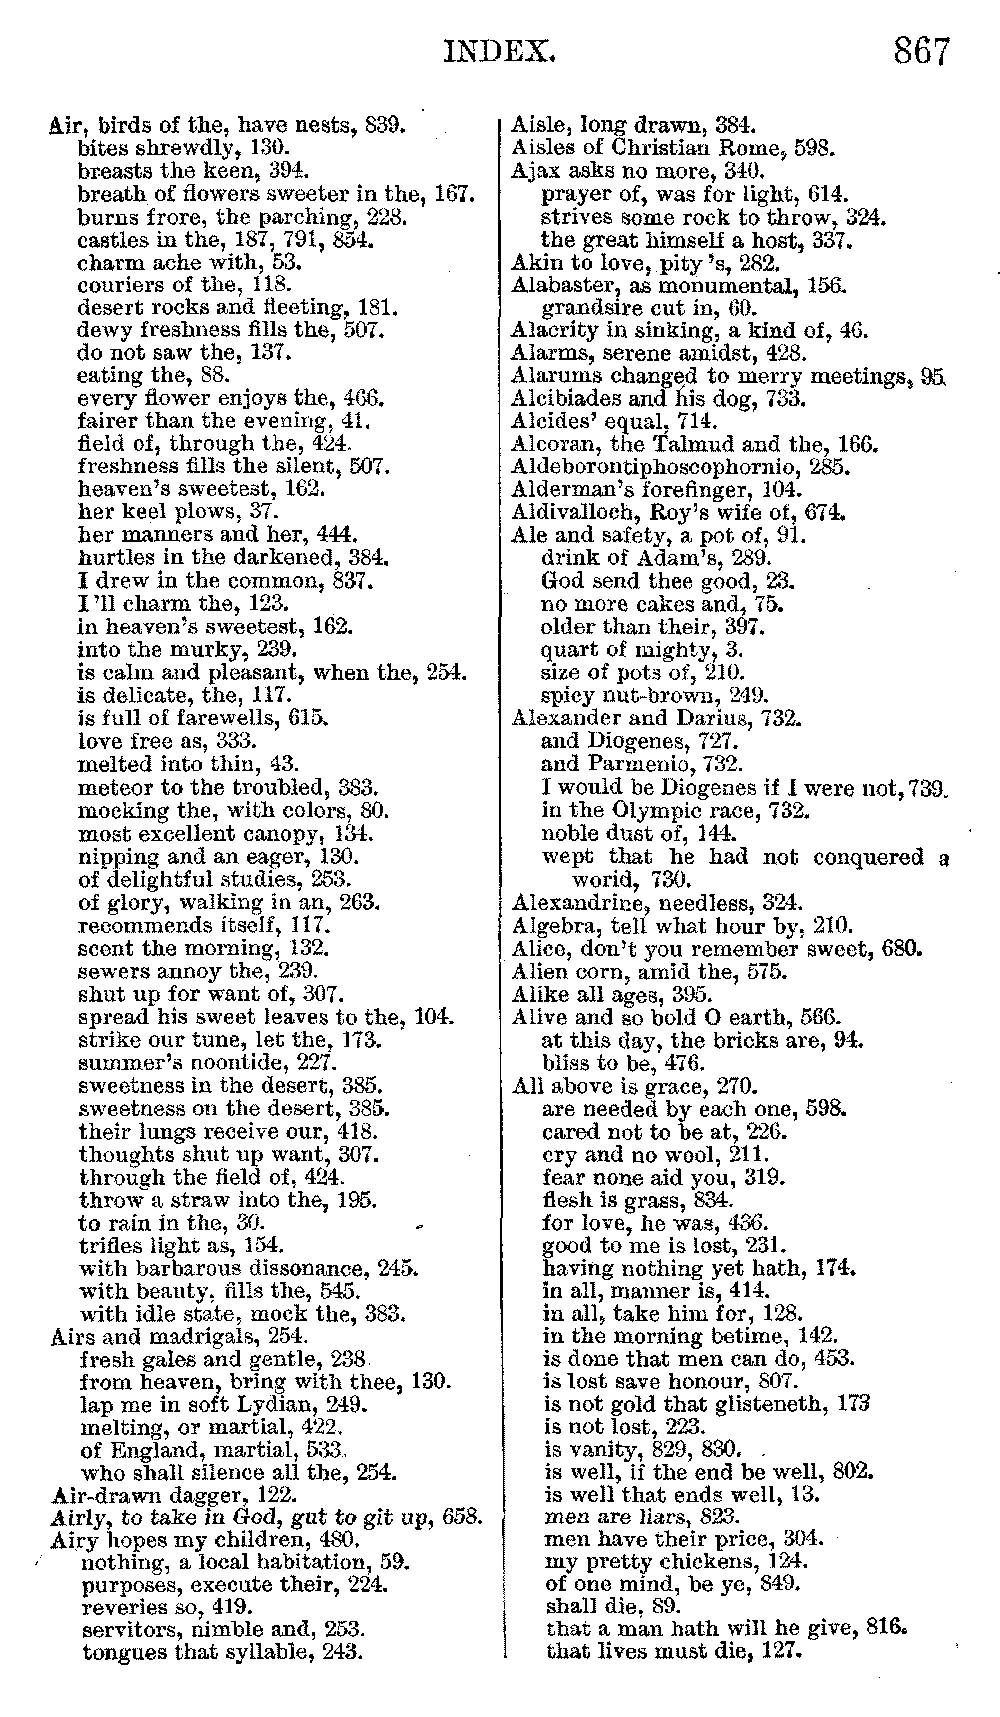 INDEX. 867
Air, birds of the, have nests, 839.
bites shrewdly, 130.
breasts the keen, 394.
breath of flowers sweeter in the, 167.
burns frore, the parching, 228.
castles in the, 187, 791, 854.
charm ache with, 53.
couriers of the, 118.
desert rocks and fleeting, 181.
dewy freshness fills the, 507.
do not saw the, 137.
eating the, 88.
every flower enjoys the, 466.
fairer than the evening, 41.
field of, through the, 424.
freshness fills the silent, 507.
heaven's sweetest, 162.
her keel plows, 37.
her manners and her, 444.
hurtles in the darkened, 384.
I drew in the common, 837.
I 'll charm the, 123.
in heaven's sweetest, 162.
into the murky, 239.
is calm and pleasant, when the, 254.
is delicate, the, 117.
is full of farewells, 615.
love free as, 333.
melted into thin, 43.
meteor to the troubled, 383.
mocking the, with colors, 80.
most excellent canopy, 134.
nipping and an eager, 130.
of delightful studies, 253.
of glory, walking in an, 263.
recommends itself, 117.
scent the morning, 132.
sewers annoy the, 239.
shut up for want of, 307.
spread his sweet leaves to the, 104.
strike our tune, let the, 173.
summer's noontide, 227.
sweetness in the desert, 385.
sweetness on the desert, 385.
their lungs receive our, 418.
thoughts shut up want, 307.
through the field of, 424.
throw a straw into the, 195.
to rain in the, 30.
trifles light as, 154.
with barbarous dissonance, 245.
with beauty, fills the, 545.
with idle state, mock the, 383.
Airs and madrigals, 254.
fresh gales and gentle, 238.
from heaven, bring with thee, 130.
lap me in soft Lydian, 249.
melting, or martial, 422.
of England, martial, 533.
who shall silence all the, 254.
Air-drawn dagger, 122.
Airly, to take in God, gut to git up, 658.
Airy hopes my children, 480.
nothing, a local habitation, 59.
purposes, execute their, 224.
reveries so, 419.
servitors, nimble and, 253.
tongues that syllable, 243.
Aisle, long drawn, 384.
Aisles of Christian Rome, 598.
Ajax asks no more, 340.
prayer of, was for light, 614.
strives some rock to throw, 324.
the great himself a host, 337.
Akin to love, pity 's, 282.
Alabaster, as monumental, 156.
grandsire cut in, 60.
Alacrity in sinking, a kind of, 46.
Alarms, serene amidst, 428.
Alarums changed to merry meetings, 95.
Alcibiades and his dog, 733.
Alcides' equal, 714.
Alcoran, the Talmud and the, 166.
Aldeborontiphoscophornio, 285.
Alderman's forefinger, 104.
Aldivalloch, Roy's wife of, 674.
Ale and safety, a pot of, 91.
drink of Adam's, 289.
God send thee good, 23.
no more cakes and, 75.
older than their, 397.
quart of mighty, 3.
size of pots of, 210.
spicy nut-brown, 249.
Alexander and Darius, 732.
and Diogenes, 727.
and Parmenio, 732.
I would be Diogenes if I were not, 739.
in the Olympic race, 732.
noble dust of, 144.
wept that he had not conquered a
world, 730.
Alexandrine, needless, 324.
Algebra, tell what hour by, 210.
Alice, don't you remember sweet, 680.
Alien corn, amid the, 575.
Alike all ages, 395.
Alive and so bold O earth, 566.
at this day, the bricks are, 94.
bliss to be, 476.
All above is grace, 270.
are needed by each one, 598.
cared not to be at, 226.
cry and no wool, 211.
fear none aid you, 319.
flesh is grass, 834.
for love, he was, 436.
good to me is lost, 231.
having nothing yet hath, 174.
in all, manner is, 414.
in all, take him for, 128.
in the morning betime, 142.
is done that men can do, 453.
is lost save honour, 807.
is not gold that glisteneth, 173
is not lost, 223.
is vanity, 829, 830.
is well, if the end be well, 802.
is well that ends well, 13.
men are liars, 823.
men have their price, 304.
my pretty chickens, 124.
of one mind, be ye, 849.
shall die, 89.
that a man hath will he give, 816.
that lives must die, 127.